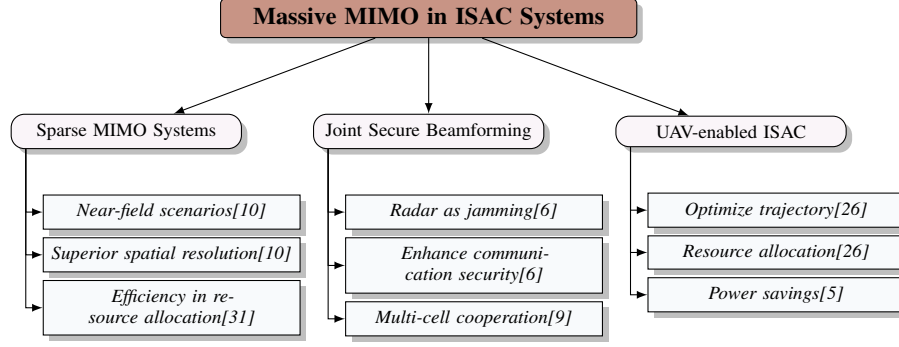 Massive MIMO in ISAC Systems
Sparse MIMO Systems
Near-field scenarios[10]
Superior spatial resolution[10]
Efficiency in re-
source allocation[31]
Joint Secure Beamforming
Radar as jamming[6]
Enhance communi-
cation security[6]
Multi-cell cooperation[9]
UAV-enabled ISAC
Optimize trajectory[26]
Resource allocation[26]
Power savings[5]